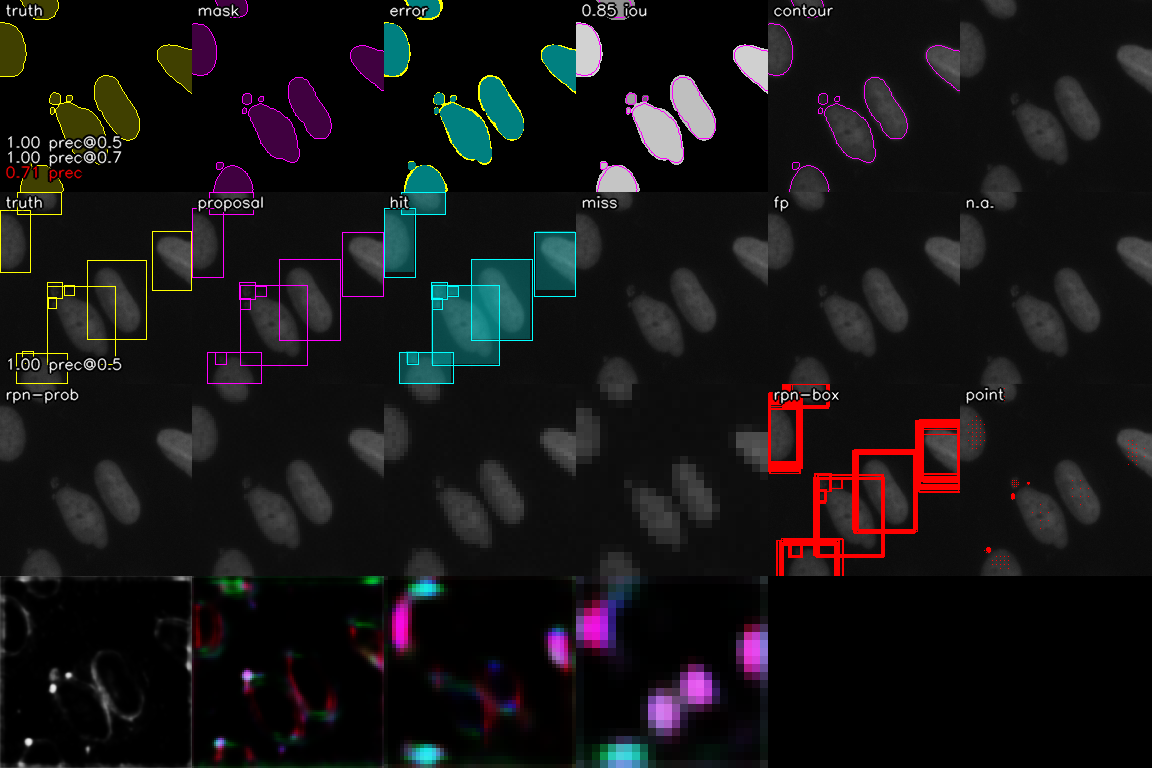 truth
mask
error
0.85 iou
contour
1.00 prec@0.5
1.00 prec@0.7
0.71 prec
truth
proposal
hit
miss
fp
n.a.
1.00 prec@0.5
rpn-prob
rpn-box
point